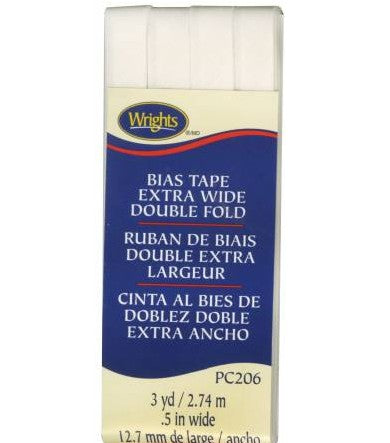 Wrights
®/MD
BIAS TAPE
EXTRA WIDE
DOUBLE FOLD
RUBAN DE BIAIS
DOUBLE EXTRA
LARGEUR
CINTA AL BIES DE
DOBLEZ DOBLE
EXTRA ANCHO
PC206
3 yd / 2.74 m
.5 in wide
12.7 mm de large / ancho